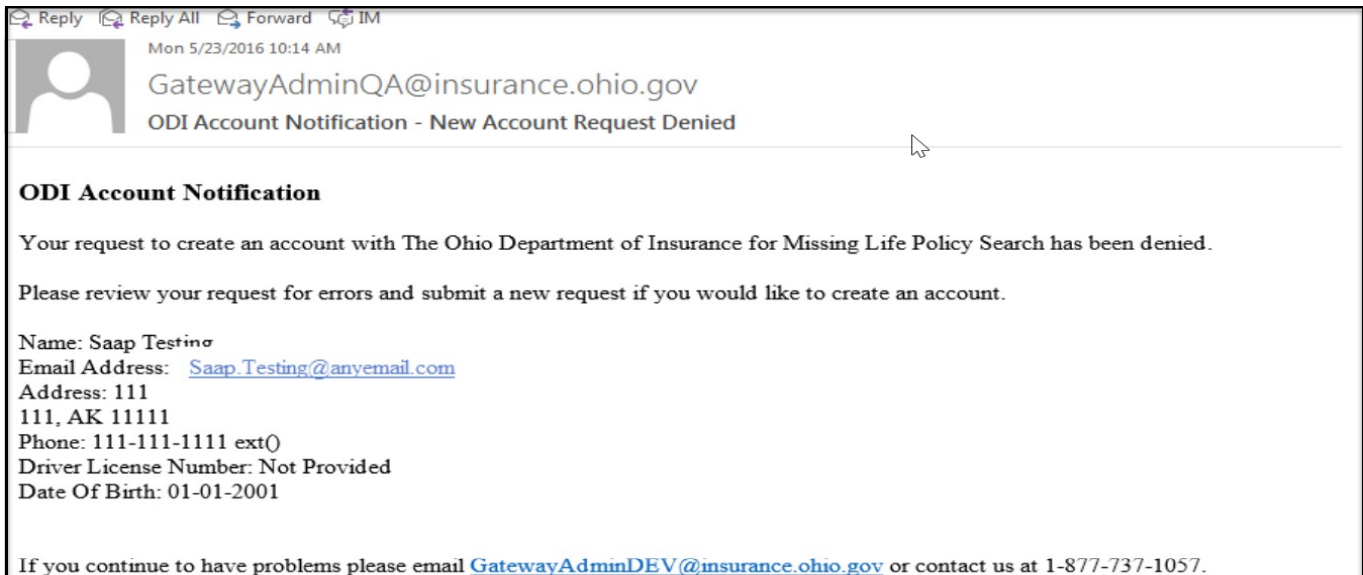 Reply Reply All Forward IM
Mon 5/23/2016 10:14 AM
GatewayAdminQA@insurance.ohio.gov
ODI Account Notification - New Account Request Denied
ODI Account Notification
Your request to create an account with The Ohio Department of Insurance for Missing Life Policy Search has been denied.
Please review your request for errors and submit a new request if you would like to create an account.
Name: Saap Testing
Email Address: Saap.Testing@anyemail.com
Address: 111
111, AK 11111
Phone: 111-111-1111 ext()
Driver License Number: Not Provided
Date Of Birth: 01-01-2001
If you continue to have problems please email GatewayAdminDEV@insurance.ohio.gov or contact us at 1-877-737-1057.